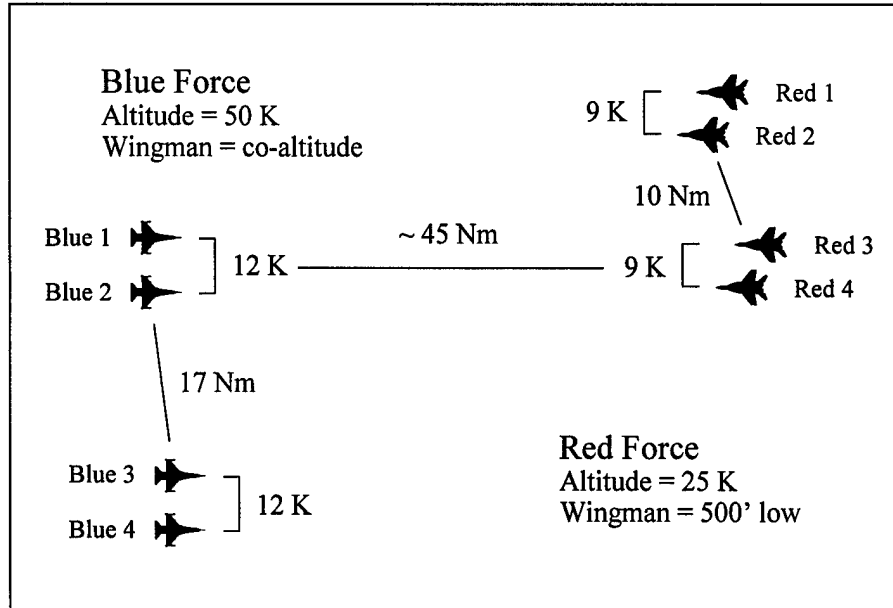 Blue Force
Altitude = 50 K
Wingman = co-altitude
9 K
Red 1
Red 2
10 Nm
Blue 1
Blue 2
12 K
~ 45 Nm
9 K
Red 3
Red 4
17 Nm
Blue 3
Blue 4
12 K
Red Force
Altitude = 25 K
Wingman = 500' low